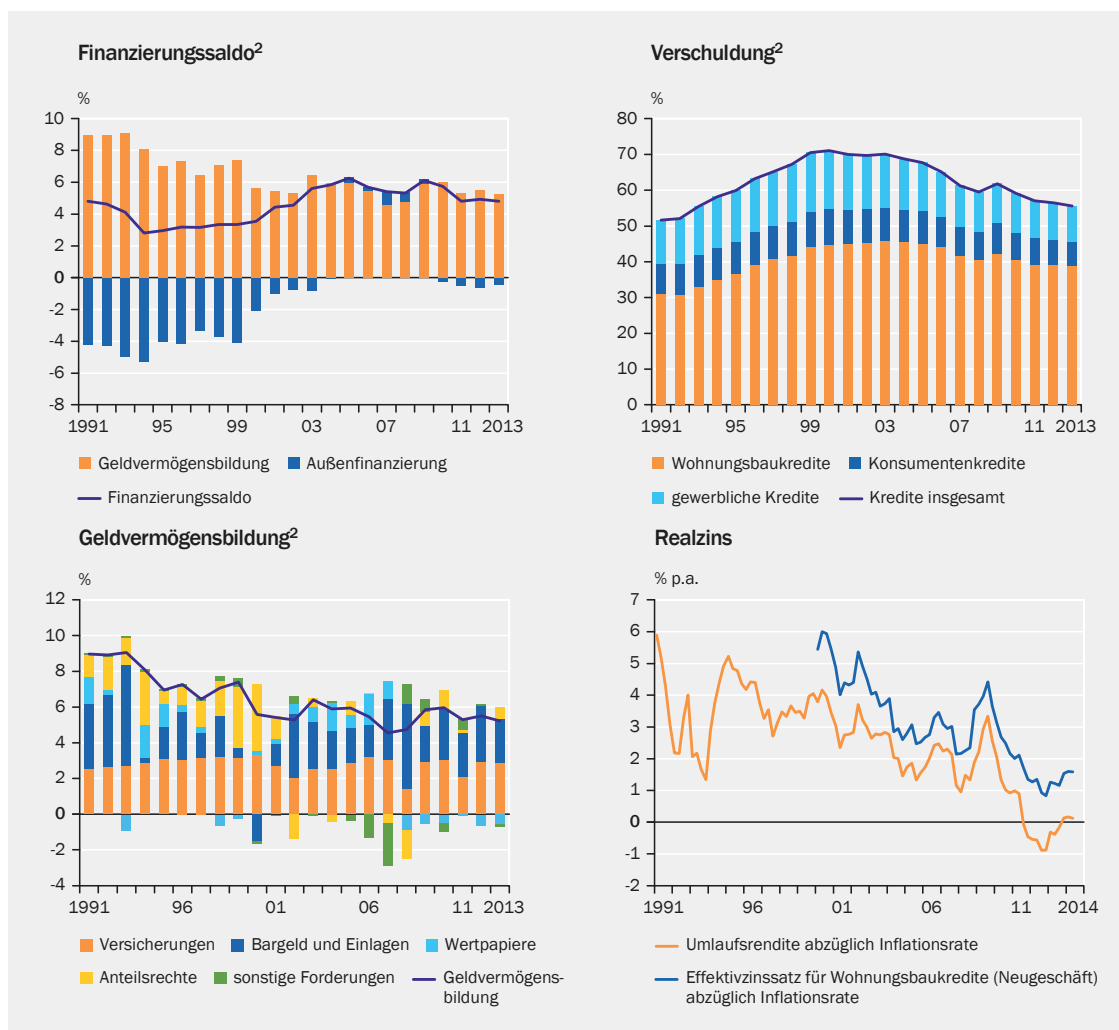 Finanzierungssaldo²
%
10
8
6
4
2
0
-2
-4
-6
-8
1991 95 99 03 07 11 2013
Geldvermögensbildung Außenfinanzierung
Finanzierungssaldo
Verschuldung²
%
80
70
60
50
40
30
20
10
0
1991 95 99 03 07 11 2013
Wohnungsbaukredite Konsumentenkredite
gewerbliche Kredite Kredite insgesamt
Geldvermögensbildung²
%
12
10
8
6
4
2
0
-2
-4
1991 96 01 06 11 2013
Versicherungen Bargeld und Einlagen Wertpapiere
Anteilsrechte sonstige Forderungen Geldvermögens-
bildung
Realzins
% p.a.
7
6
5
4
3
2
1
0
-1
-2
1991 96 01 06 11 2014
Umlaufsrendite abzüglich Inflationsrate
Effektivzinssatz für Wohnungsbaukredite (Neugeschäft)
abzüglich Inflationsrate